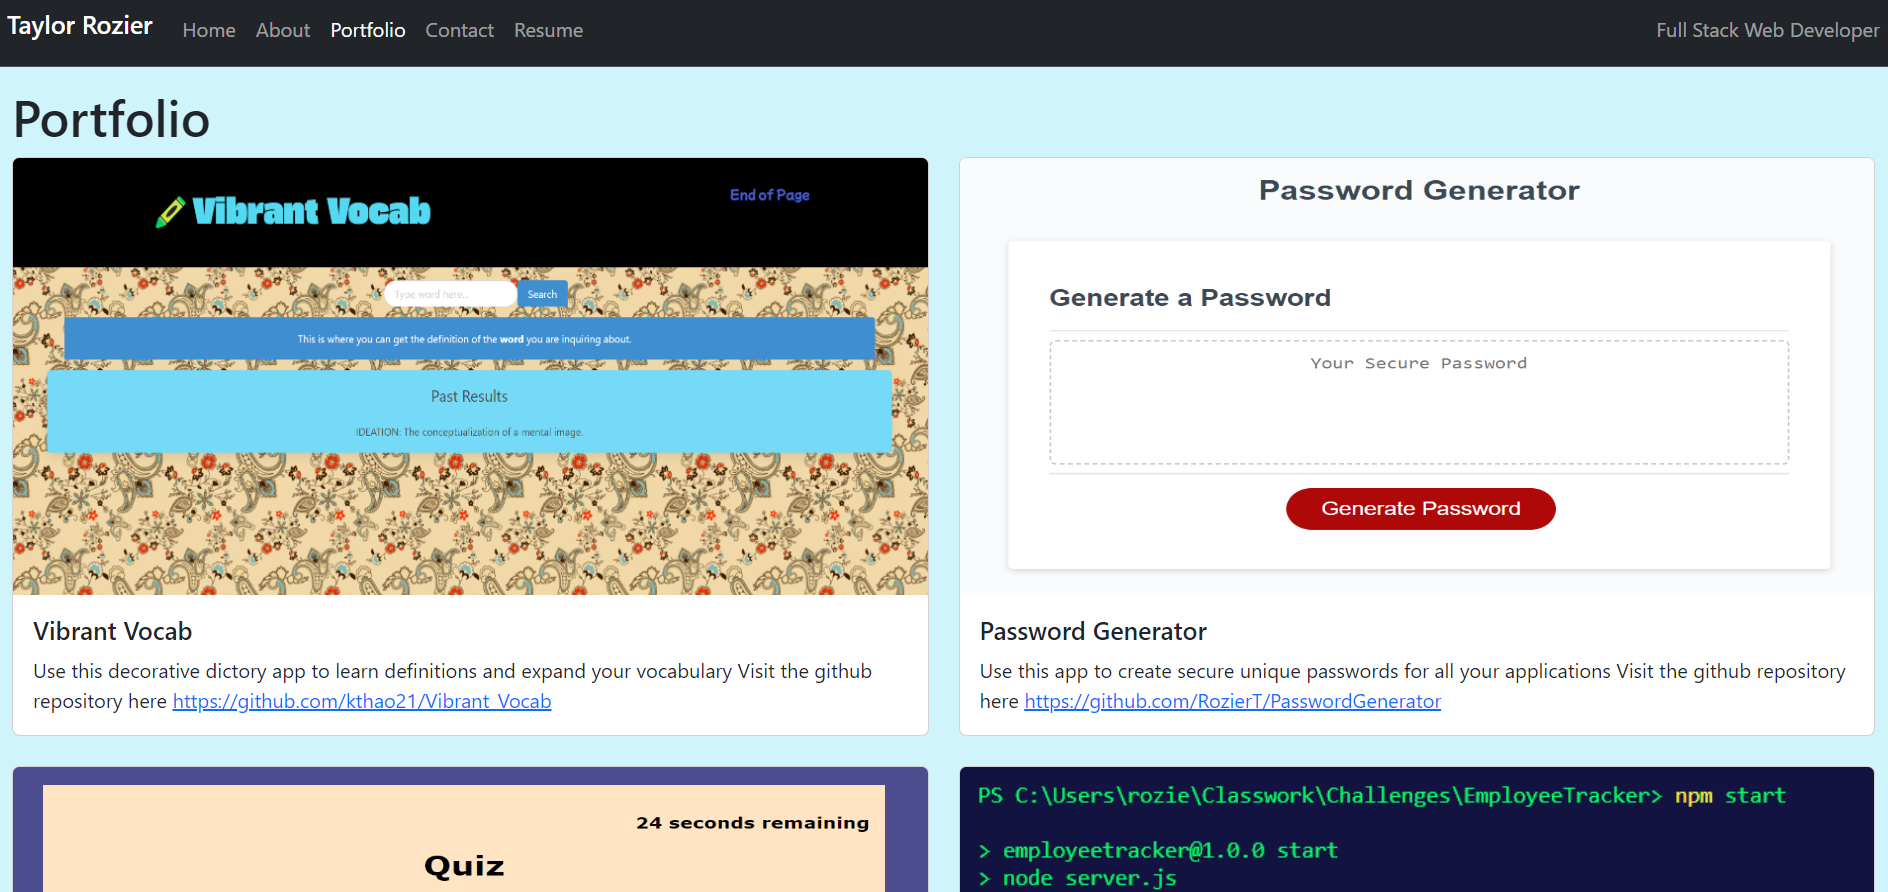 Taylor Rozier Home About Portfolio Contact Resume Full Stack Web Developer
Portfolio
Vibrant Vocab
End of Page
Type word here...
Search
This is where you can get the definition of the word you are inquiring about.
Past Results
IDEATION: The conceptualization of a mental image.
Vibrant Vocab
Use this decorative dictory app to learn definitions and expand your vocabulary Visit the github
repository here https://github.com/kthao21/Vibrant_Vocab
Password Generator
Generate a Password
Your Secure Password
Generate Password
Password Generator
Use this app to create secure unique passwords for all your applications Visit the github repository
here https://github.com/RozierT/PasswordGenerator
24 seconds remaining
Quiz
PS C:\Users\rozie\Classwork\Challenges\EmployeeTracker> npm start
> employeetracker@1.0.0 start
> node server.js